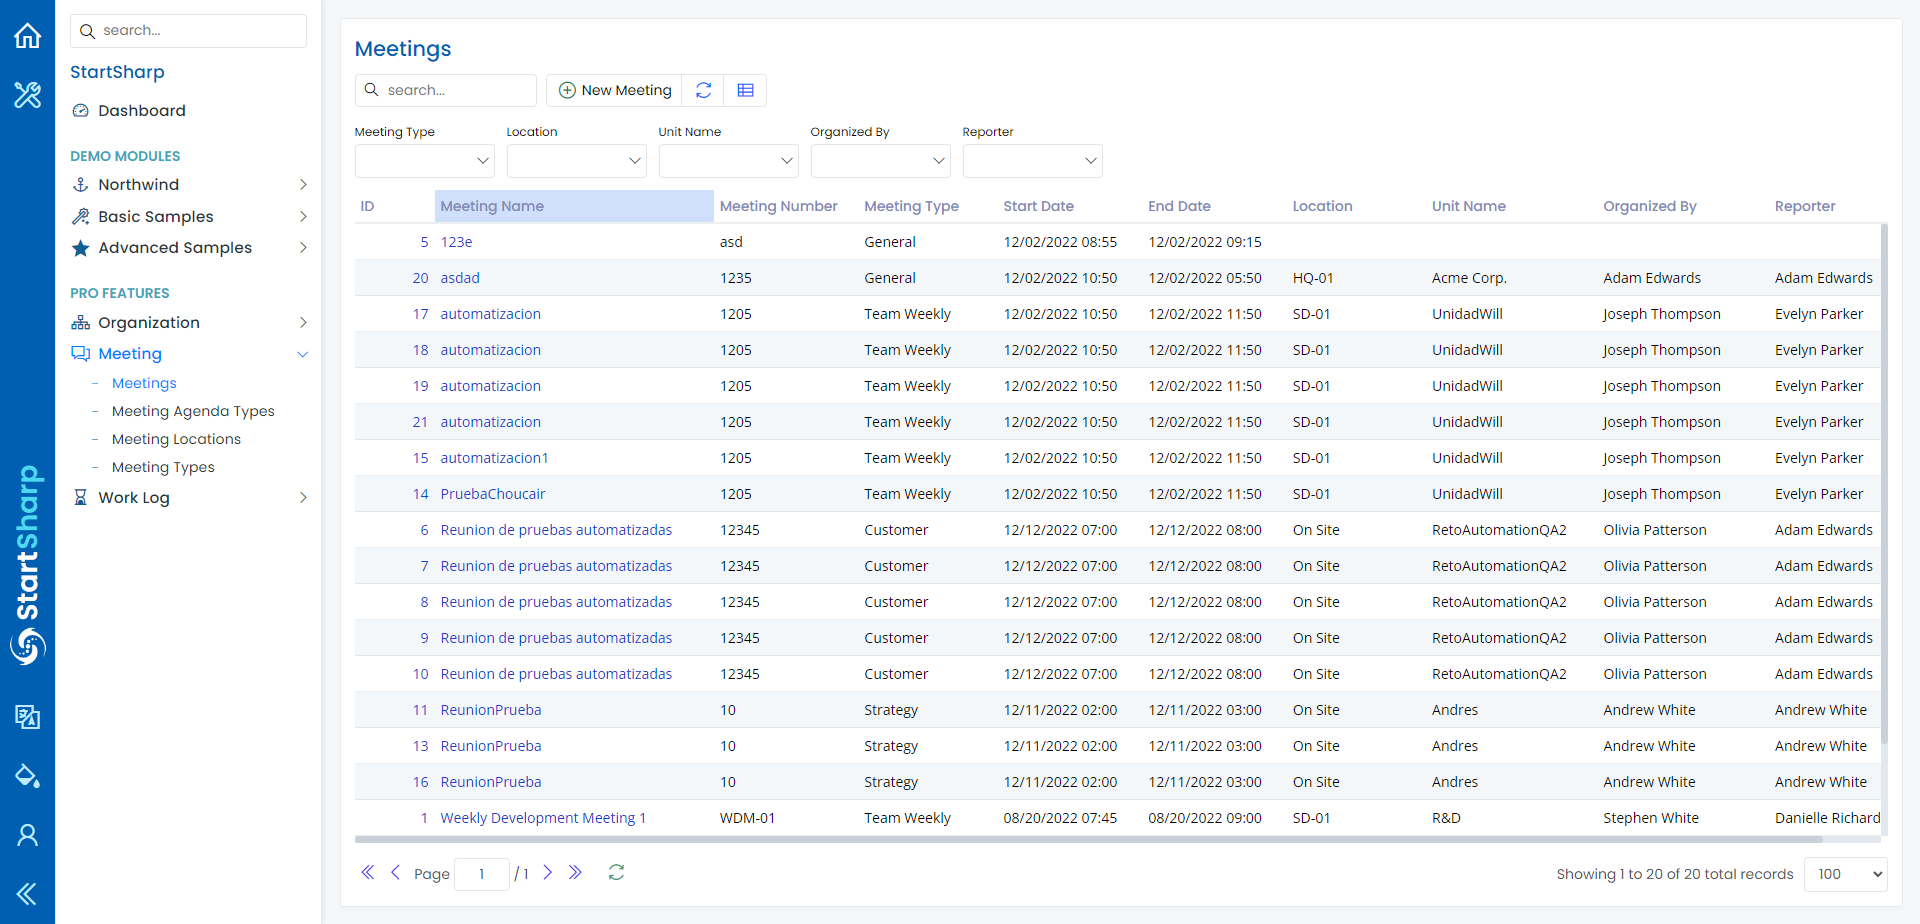 search...
StartSharp
Dashboard
DEMO MODULES
Northwind
Basic Samples
Advanced Samples
PRO FEATURES
Organization
Meeting
Meetings
Meeting Agenda Types
Meeting Locations
Meeting Types
Work Log
StartSharp
Meetings
search...
New Meeting
Meeting Type Location Unit Name Organized By Reporter
ID Meeting Name Meeting Number Meeting Type Start Date End Date Location Unit Name Organized By Reporter
5 123e asd General 12/02/2022 08:55 12/02/2022 09:15
20 asdad 1235 General 12/02/2022 10:50 12/02/2022 05:50 HQ-01 Acme Corp. Adam Edwards Adam Edwards
17 automatizacion 1205 Team Weekly 12/02/2022 10:50 12/02/2022 11:50 SD-01 UnidadWill Joseph Thompson Evelyn Parker
18 automatizacion 1205 Team Weekly 12/02/2022 10:50 12/02/2022 11:50 SD-01 UnidadWill Joseph Thompson Evelyn Parker
19 automatizacion 1205 Team Weekly 12/02/2022 10:50 12/02/2022 11:50 SD-01 UnidadWill Joseph Thompson Evelyn Parker
21 automatizacion 1205 Team Weekly 12/02/2022 10:50 12/02/2022 11:50 SD-01 UnidadWill Joseph Thompson Evelyn Parker
15 automatizacion1 1205 Team Weekly 12/02/2022 10:50 12/02/2022 11:50 SD-01 UnidadWill Joseph Thompson Evelyn Parker
14 PruebaChoucair 1205 Team Weekly 12/02/2022 10:50 12/02/2022 11:50 SD-01 UnidadWill Joseph Thompson Evelyn Parker
6 Reunion de pruebas automatizadas 12345 Customer 12/12/2022 07:00 12/12/2022 08:00 On Site RetoAutomationQA2 Olivia Patterson Adam Edwards
7 Reunion de pruebas automatizadas 12345 Customer 12/12/2022 07:00 12/12/2022 08:00 On Site RetoAutomationQA2 Olivia Patterson Adam Edwards
8 Reunion de pruebas automatizadas 12345 Customer 12/12/2022 07:00 12/12/2022 08:00 On Site RetoAutomationQA2 Olivia Patterson Adam Edwards
9 Reunion de pruebas automatizadas 12345 Customer 12/12/2022 07:00 12/12/2022 08:00 On Site RetoAutomationQA2 Olivia Patterson Adam Edwards
10 Reunion de pruebas automatizadas 12345 Customer 12/12/2022 07:00 12/12/2022 08:00 On Site RetoAutomationQA2 Olivia Patterson Adam Edwards
11 ReunionPrueba 10 Strategy 12/11/2022 02:00 12/11/2022 03:00 On Site Andres Andrew White Andrew White
13 ReunionPrueba 10 Strategy 12/11/2022 02:00 12/11/2022 03:00 On Site Andres Andrew White Andrew White
16 ReunionPrueba 10 Strategy 12/11/2022 02:00 12/11/2022 03:00 On Site Andres Andrew White Andrew White
1 Weekly Development Meeting 1 WDM-01 Team Weekly 08/20/2022 07:45 08/20/2022 09:00 SD-01 R&D Stephen White Danielle Richard
Page 1 / 1 Showing 1 to 20 of 20 total records 100